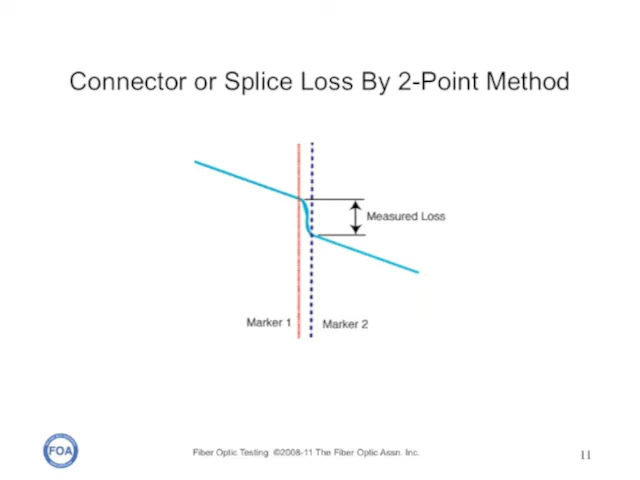 Connector or Splice Loss By 2-Point Method
Measured Loss
Marker 1
Marker 2
FOA
Fiber Optic Testing ©2008-11 The Fiber Optic Assn. Inc.
11